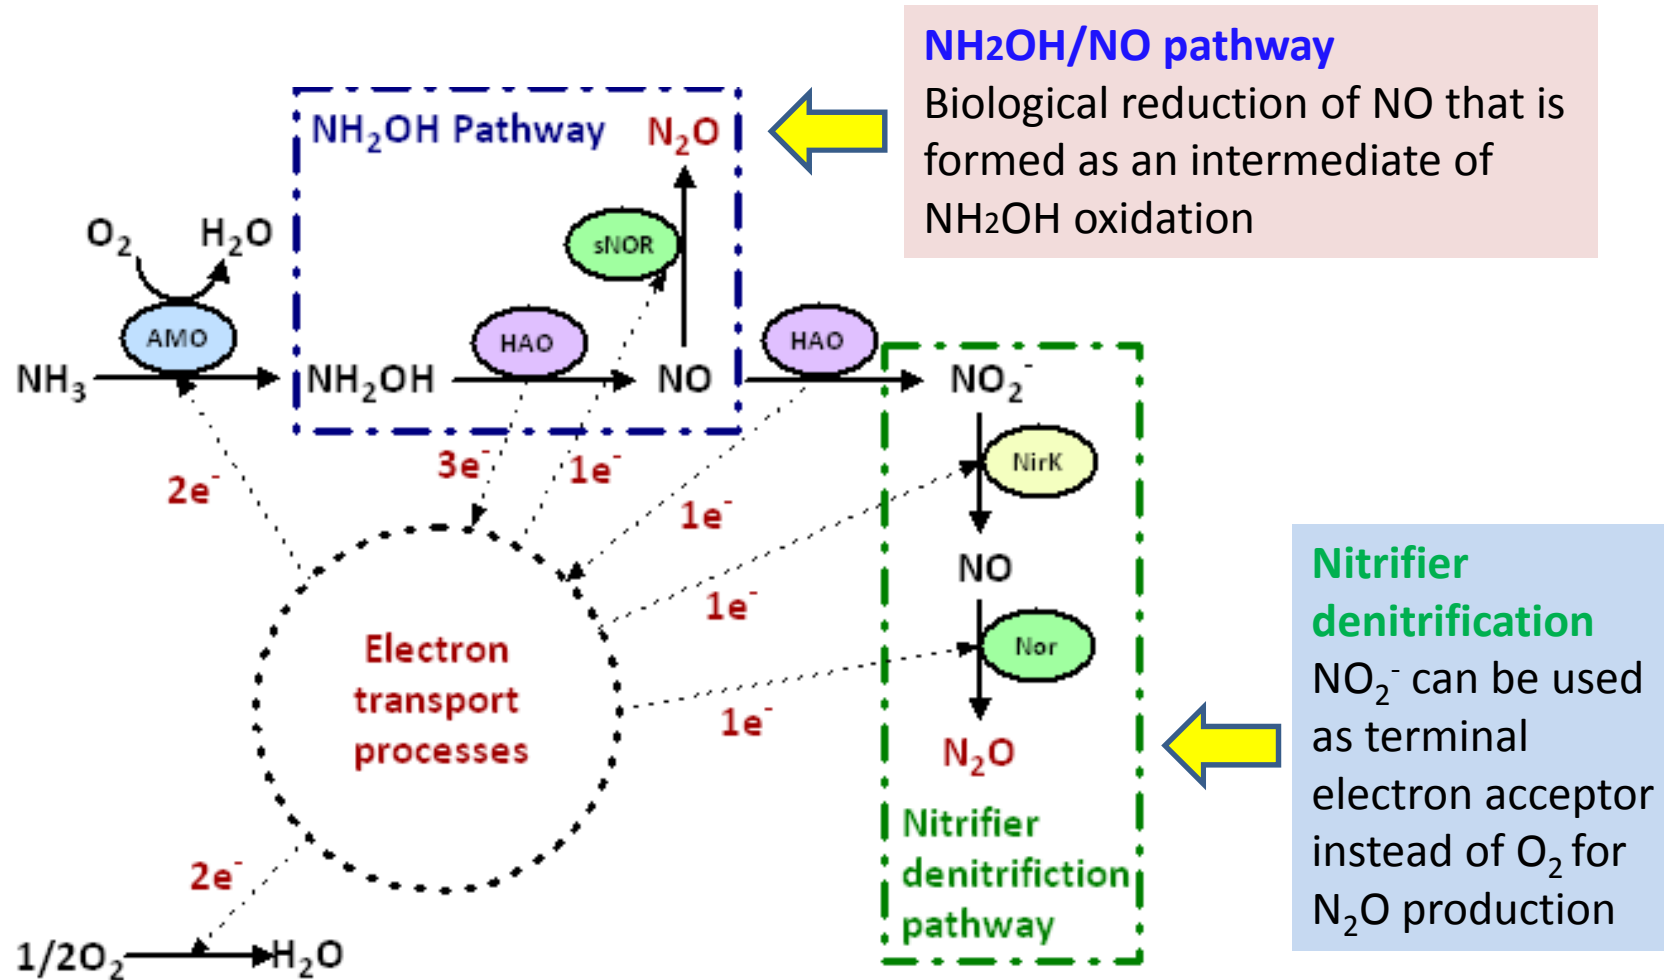 NH2OH/NO pathway
Biological reduction of NO that is
formed as an intermediate of
NH2OH oxidation
NH₂OH Pathway
N₂O
O₂
H₂O
sNOR
AMO
HAO
HAO
NH₃
NH₂OH
NO
NO₂⁻
2e⁻
3e⁻
1e⁻
1e⁻
NirK
1e⁻
NO
Nor
1e⁻
N₂O
Electron
transport
processes
Nitrifier
denitrifiction
pathway
2e⁻
1/2O₂
H₂O
Nitrifier
denitrification
NO₂⁻ can be used
as terminal
electron acceptor
instead of O₂ for
N₂O production